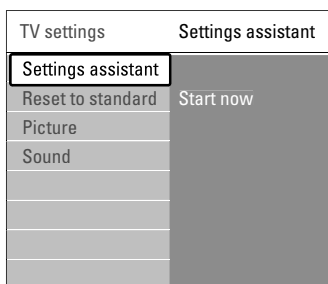 TV settings Settings assistant
Settings assistant
Reset to standard Start now
Picture
Sound